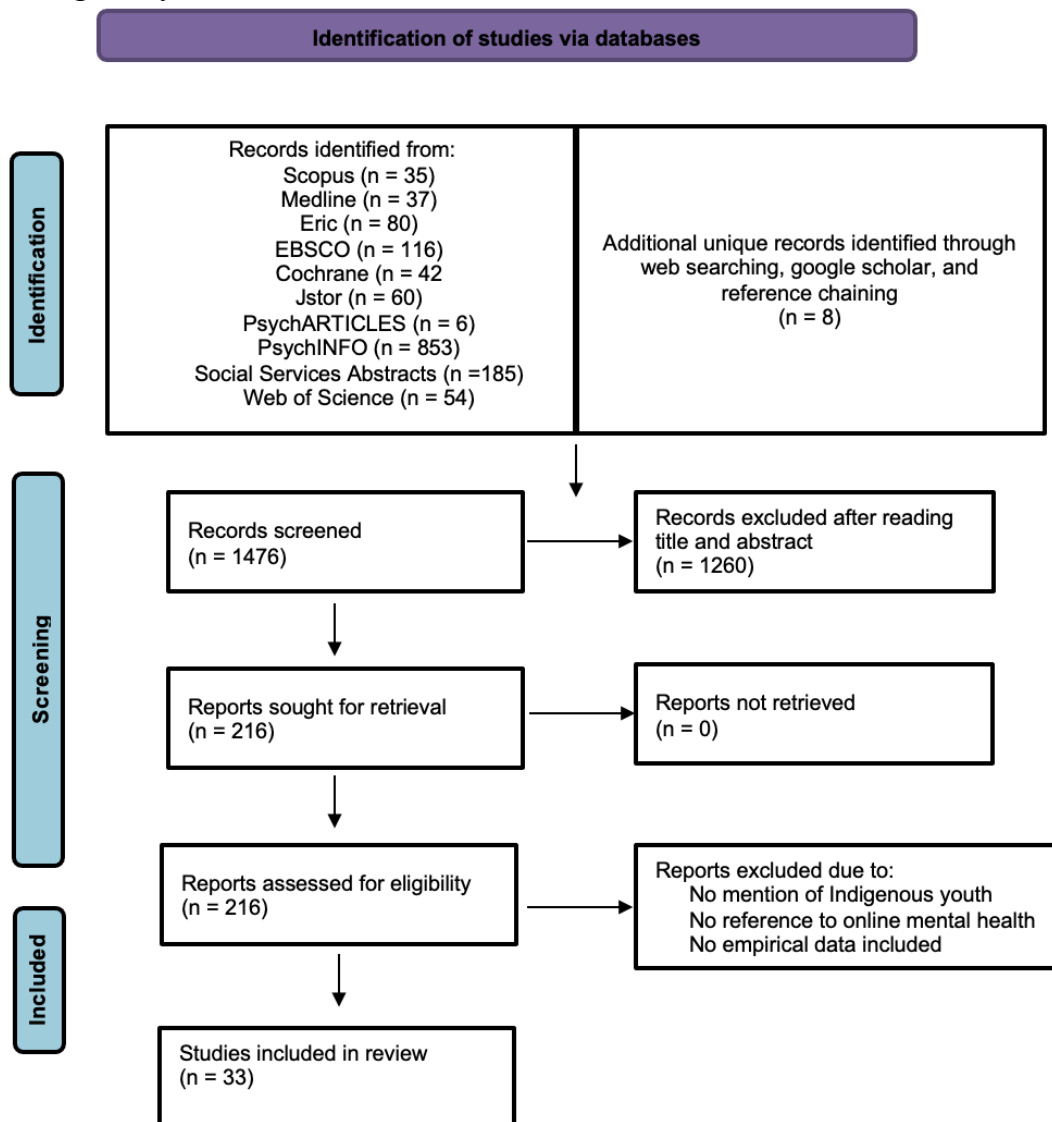 Identification of studies via databases
Identification
Records identified from:
Scopus (n = 35)
Medline (n = 37)
Eric (n = 80)
EBSCO (n = 116)
Cochrane (n = 42
Jstor (n = 60)
PsychARTICLES (n = 6)
PsychINFO (n = 853)
Social Services Abstracts (n =185)
Web of Science (n = 54)
Additional unique records identified through
web searching, google scholar, and
reference chaining
(n = 8)
Screening
Records screened
(n = 1476)
Records excluded after reading
title and abstract
(n = 1260)
Reports sought for retrieval
(n = 216)
Reports not retrieved
(n = 0)
Reports assessed for eligibility
(n = 216)
Reports excluded due to:
No mention of Indigenous youth
No reference to online mental health
No empirical data included
Included
Studies included in review
(n = 33)